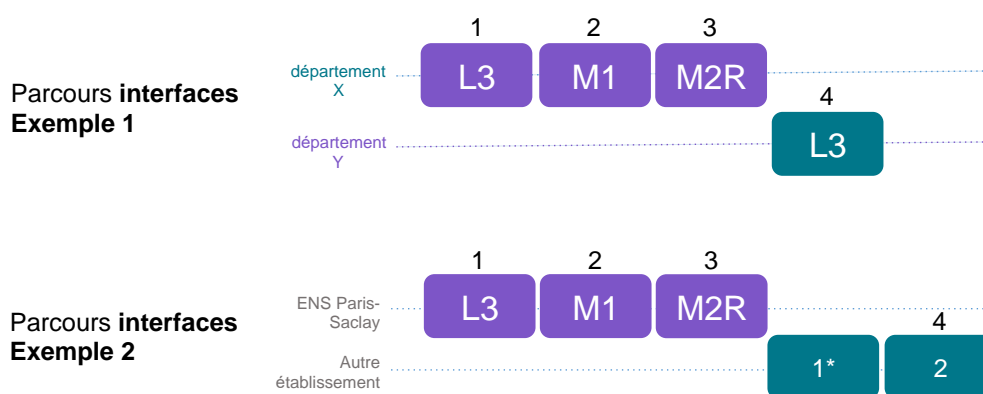 1 2 3
département
X
L3 M1 M2R
Parcours interfaces
Exemple 1
4
département
Y
L3
1 2 3
ENS Paris-
Saclay
L3 M1 M2R
Parcours interfaces
Exemple 2
4
Autre
établissement
1* 2